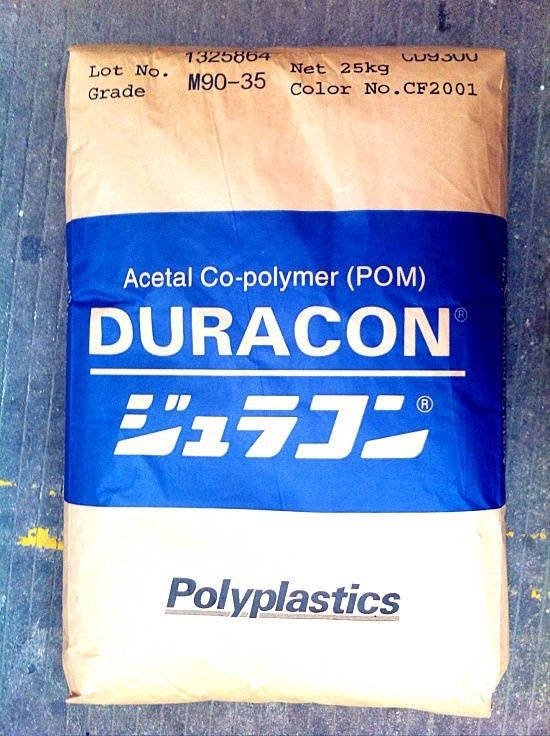 Lot No. 1325864
Grade M90-35 Net 25kg
Color No.CF2001
Acetal Co-polymer (POM)
DURACON®
ジュラコン®
Polyplastics